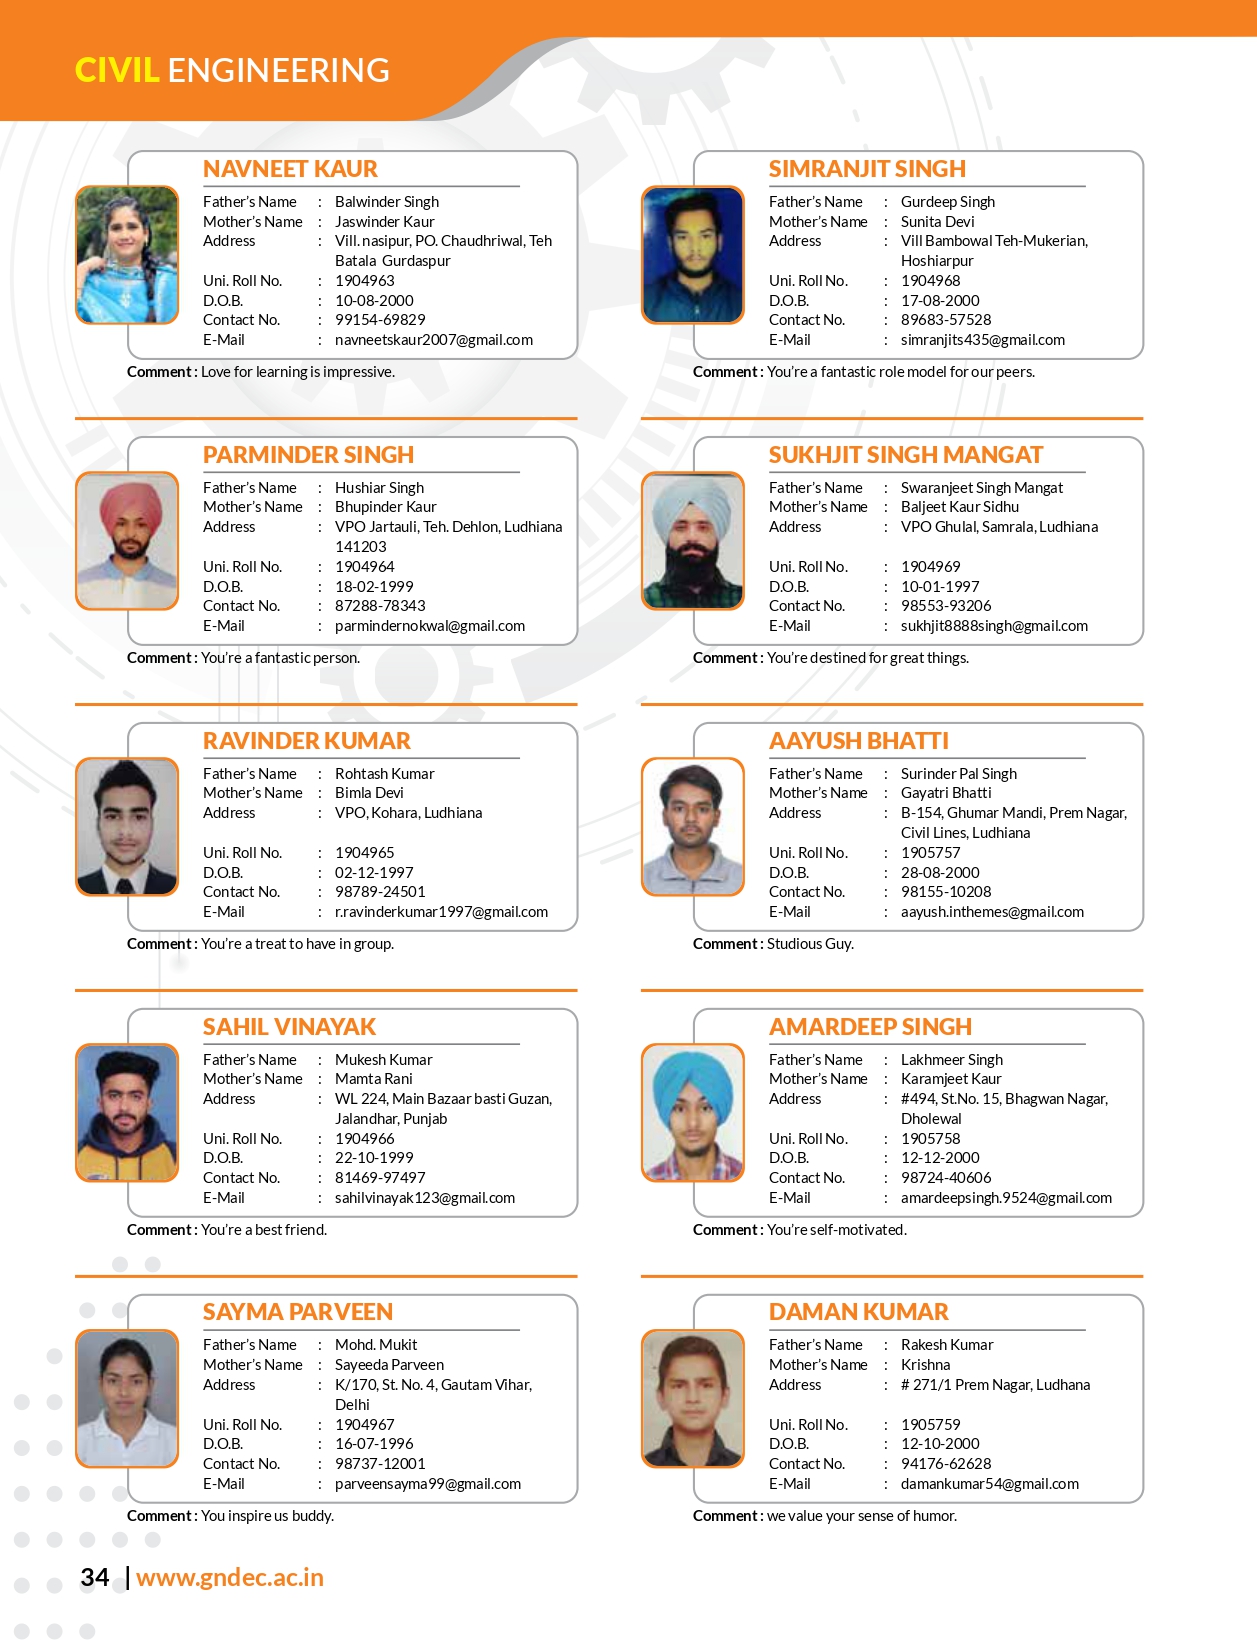 CIVIL ENGINEERING
NAVNEET KAUR
Father's Name : Balwinder Singh
Mother's Name : Jaswinder Kaur
Address : Vill. nasipur, PO. Chaudhriwal, Teh
Batala Gurdaspur
Uni. Roll No. : 1904963
D.O.B. : 10-08-2000
Contact No. : 99154-69829
E-Mail : navneetskaur2007@gmail.com
Comment : Love for learning is impressive.
PARMINDER SINGH
Father's Name : Hushiar Singh
Mother's Name : Bhupinder Kaur
Address : VPO Jartauli, Teh. Dehlon, Ludhiana
141203
Uni. Roll No. : 1904964
D.O.B. : 18-02-1999
Contact No. : 87288-78343
E-Mail : parmindernokwal@gmail.com
Comment : You're a fantastic person.
RAVINDER KUMAR
Father's Name : Rohtash Kumar
Mother's Name : Bimla Devi
Address : VPO, Kohara, Ludhiana
Uni. Roll No. : 1904965
D.O.B. : 02-12-1997
Contact No. : 98789-24501
E-Mail : r.ravinderkumar1997@gmail.com
Comment : You're a treat to have in group.
SAHIL VINAYAK
Father's Name : Mukesh Kumar
Mother's Name : Mamta Rani
Address : WL 224, Main Bazaar basti Guzan,
Jalandhar, Punjab
Uni. Roll No. : 1904966
D.O.B. : 22-10-1999
Contact No. : 81469-97497
E-Mail : sahilvinayak123@gmail.com
Comment : You're a best friend.
SAYMA PARVEEN
Father's Name : Mohd. Mukit
Mother's Name : Sayeeda Parveen
Address : K/170, St. No. 4, Gautam Vihar,
Delhi
Uni. Roll No. : 1904967
D.O.B. : 16-07-1996
Contact No. : 98737-12001
E-Mail : parveensayma99@gmail.com
Comment : You inspire us buddy.
SIMRANJIT SINGH
Father's Name : Gurdeep Singh
Mother's Name : Sunita Devi
Address : Vill Bambowal Teh-Mukerian,
Hoshiarpur
Uni. Roll No. : 1904968
D.O.B. : 17-08-2000
Contact No. : 89683-57528
E-Mail : simranjits435@gmail.com
Comment : You're a fantastic role model for our peers.
SUKHJIT SINGH MANGAT
Father's Name : Swaranjeet Singh Mangat
Mother's Name : Baljeet Kaur Sidhu
Address : VPO Ghulal, Samrala, Ludhiana
Uni. Roll No. : 1904969
D.O.B. : 10-01-1997
Contact No. : 98553-93206
E-Mail : sukhjit8888singh@gmail.com
Comment : You're destined for great things.
AAYUSH BHATTI
Father's Name : Surinder Pal Singh
Mother's Name : Gayatri Bhatti
Address : B-154, Ghumar Mandi, Prem Nagar,
Civil Lines, Ludhiana
Uni. Roll No. : 1905757
D.O.B. : 28-08-2000
Contact No. : 98155-10208
E-Mail : aayush.inthemes@gmail.com
Comment : Studious Guy.
AMARDEEP SINGH
Father's Name : Lakhmeer Singh
Mother's Name : Karamjeet Kaur
Address : #494, St.No. 15, Bhagwan Nagar,
Dholewal
Uni. Roll No. : 1905758
D.O.B. : 12-12-2000
Contact No. : 98724-40606
E-Mail : amardeepsingh.9524@gmail.com
Comment : You're self-motivated.
DAMAN KUMAR
Father's Name : Rakesh Kumar
Mother's Name : Krishna
Address : # 271/1 Prem Nagar, Ludhana
Uni. Roll No. : 1905759
D.O.B. : 12-10-2000
Contact No. : 94176-62628
E-Mail : damankumar54@gmail.com
Comment : we value your sense of humor.
34 | www.gndec.ac.in